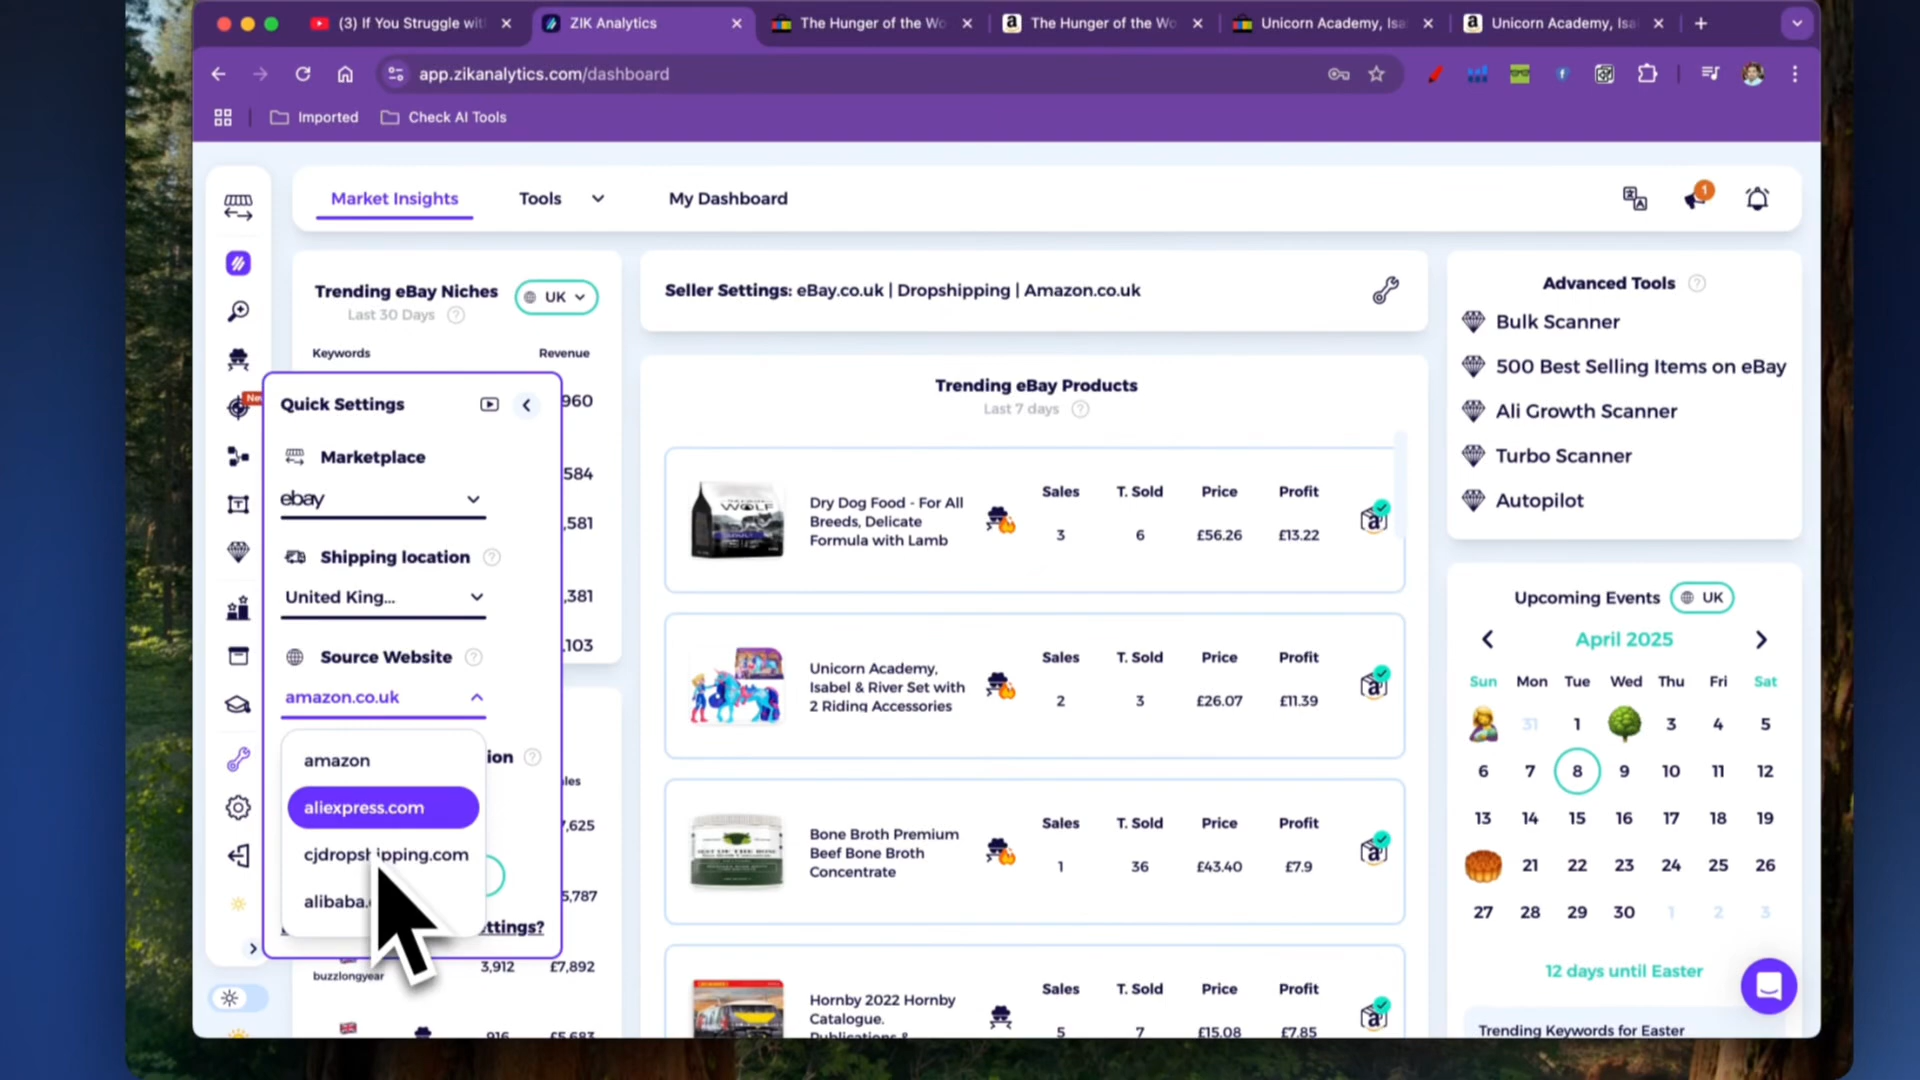 (3) If You Struggle wit
ZIK Analytics
The Hunger of the Wo
The Hunger of the Wo
Unicorn Academy, Isa
Unicorn Academy, Isa
app.zikanalytics.com/dashboard
Imported
Check AI Tools
Market Insights
Tools
My Dashboard
1
Trending eBay Niches
UK
Last 30 Days
Keywords
Revenue
960
584
,581
,381
,103
New
Quick Settings
Marketplace
ebay
Shipping location
United King...
Source Website
amazon.co.uk
amazon
aliexpress.com
cjdropshipping.com
alibaba.
ion
les
7,625
5,787
ttings?
buzzlongyear
3,912
£7,892
916
£5,683
Seller Settings: eBay.co.uk | Dropshipping | Amazon.co.uk
Trending eBay Products
Last 7 days
WOLF
Dry Dog Food - For All
Breeds, Delicate
Formula with Lamb
Sales T. Sold Price Profit
3 6 £56.26 £13.22
Unicorn Academy,
Isabel & River Set with
2 Riding Accessories
Sales T. Sold Price Profit
2 3 £26.07 £11.39
Bone Broth Premium
Beef Bone Broth
Concentrate
Sales T. Sold Price Profit
1 36 £43.40 £7.9
Hornby 2022 Hornby
Catalogue.
Publications &
Sales T. Sold Price Profit
5 7 £15.08 £7.85
Advanced Tools
Bulk Scanner
500 Best Selling Items on eBay
Ali Growth Scanner
Turbo Scanner
Autopilot
Upcoming Events
UK
April 2025
Sun Mon Tue Wed Thu Fri Sat
31 1 3 4 5
6 7 8 9 10 11 12
13 14 15 16 17 18 19
21 22 23 24 25 26
27 28 29 30 1 2 3
12 days until Easter
Trending Keywords for Easter